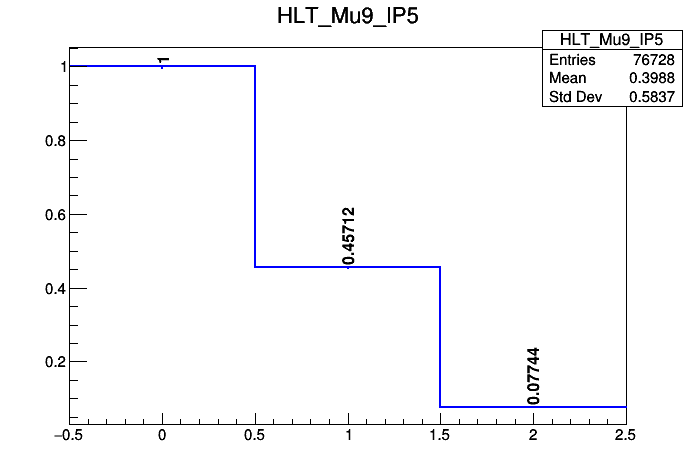 HLT_Mu9_IP5
HLT_Mu9_IP5
Entries 76728
Mean 0.3988
Std Dev 0.5837
1
0.8
0.6
0.4
0.2
1
0.45712
0.07744
−0.5 0 0.5 1 1.5 2 2.5